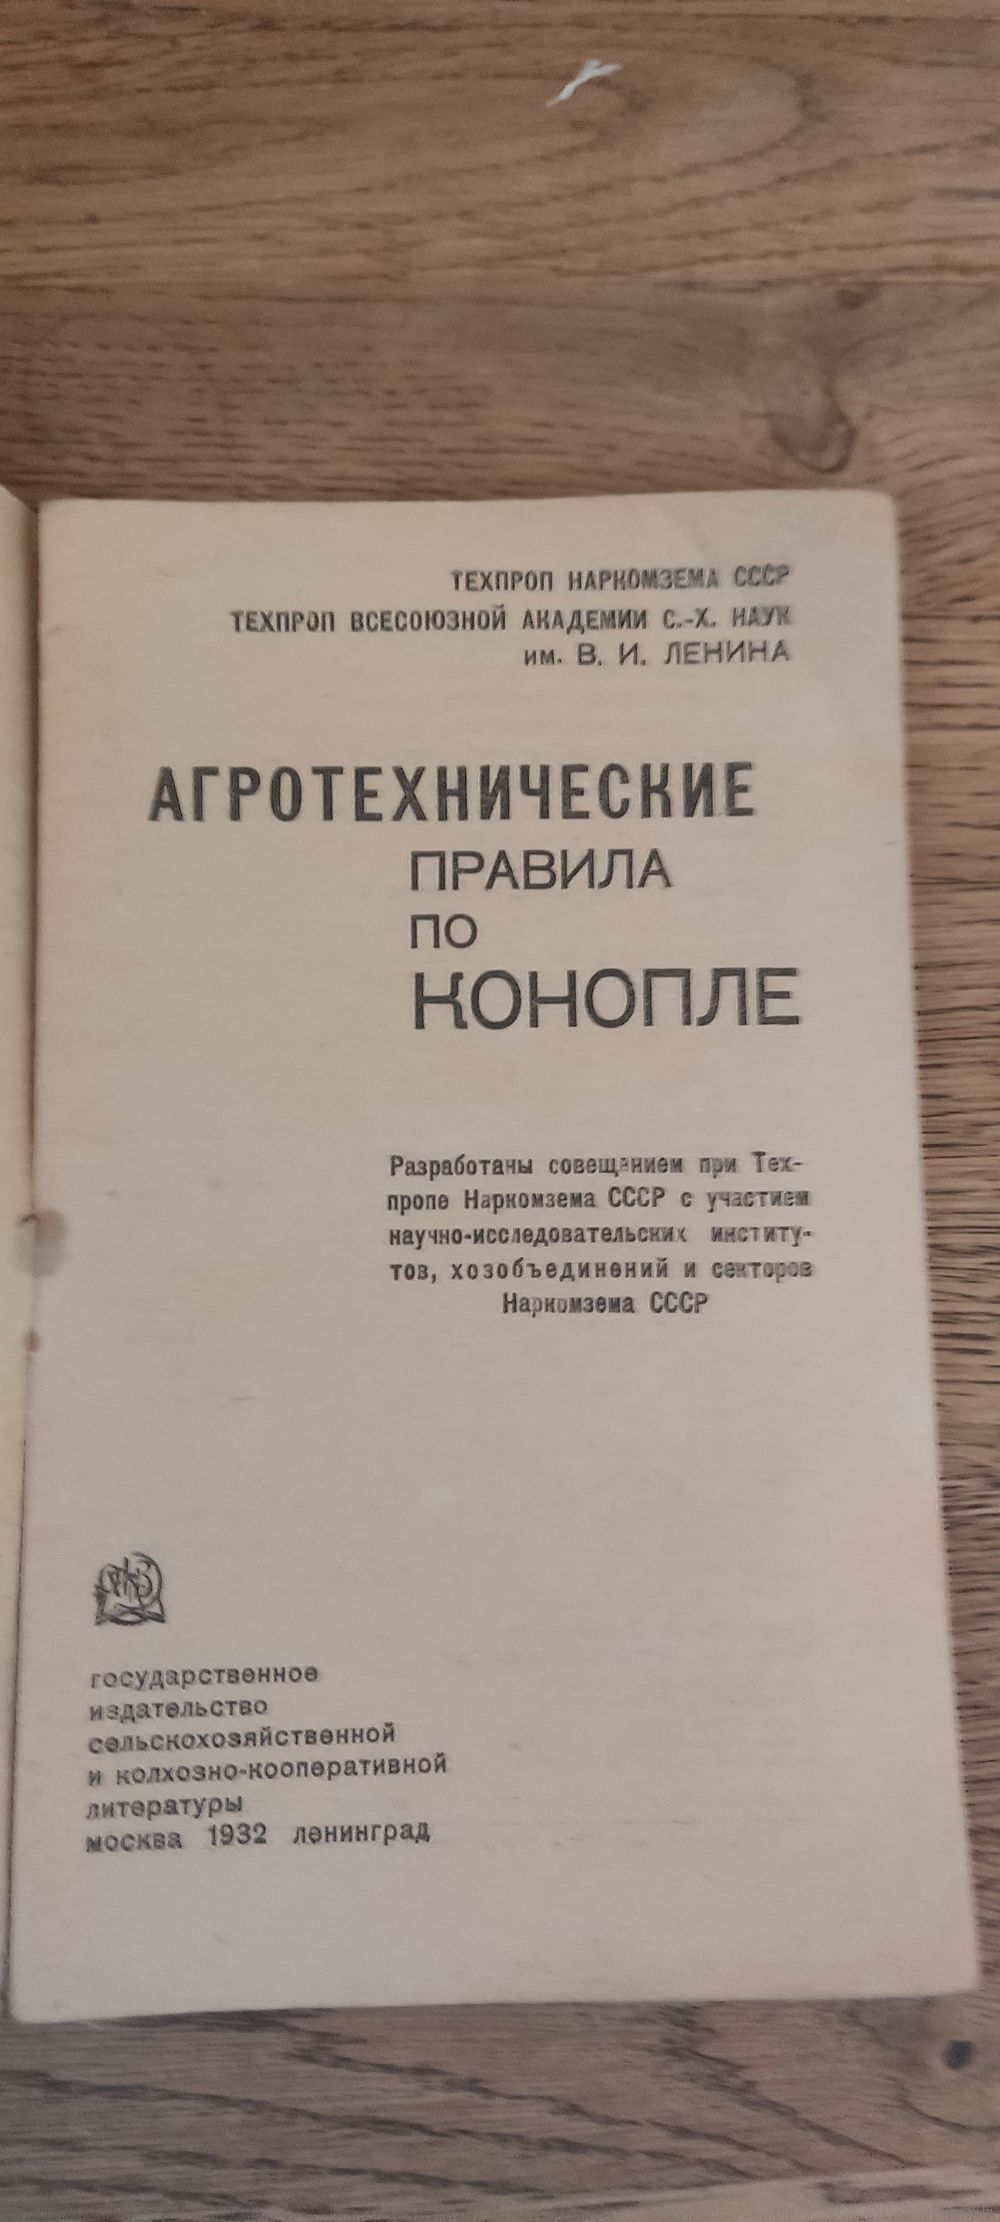 ТЕХПРОП НАРКОМЗЕМА СССР
ТЕХПРОП ВСЕСОЮЗНОЙ АКАДЕМИИ С.-Х. НАУК
им. В. И. ЛЕНИНА
АГРОТЕХНИЧЕСКИЕ
ПРАВИЛА
ПО
КОНОПЛЕ
Разработаны совещанием при Тех-
пропе Наркомзема СССР с участием
научно-исследовательских институ-
тов, хозобъединений и секторов
Наркомзема СССР
государственное
издательство
сельскохозяйственной
и колхозно-кооперативной
литературы
москва 1932 ленинград